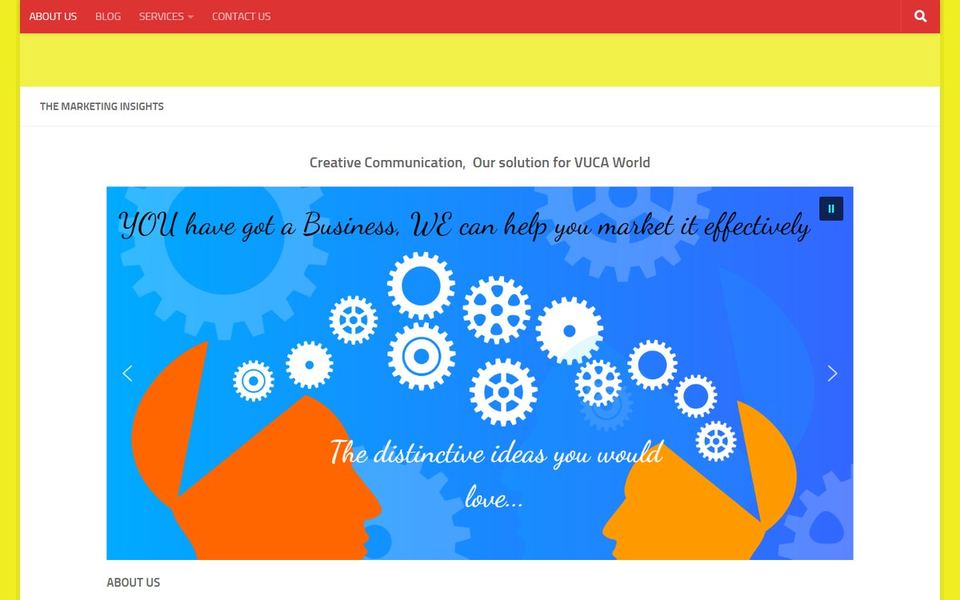 ABOUT US BLOG SERVICES CONTACT US
THE MARKETING INSIGHTS
Creative Communication, Our solution for VUCA World
YOU have got a Business, WE can help you market it effectively
The distinctive ideas you would
love...
ABOUT US